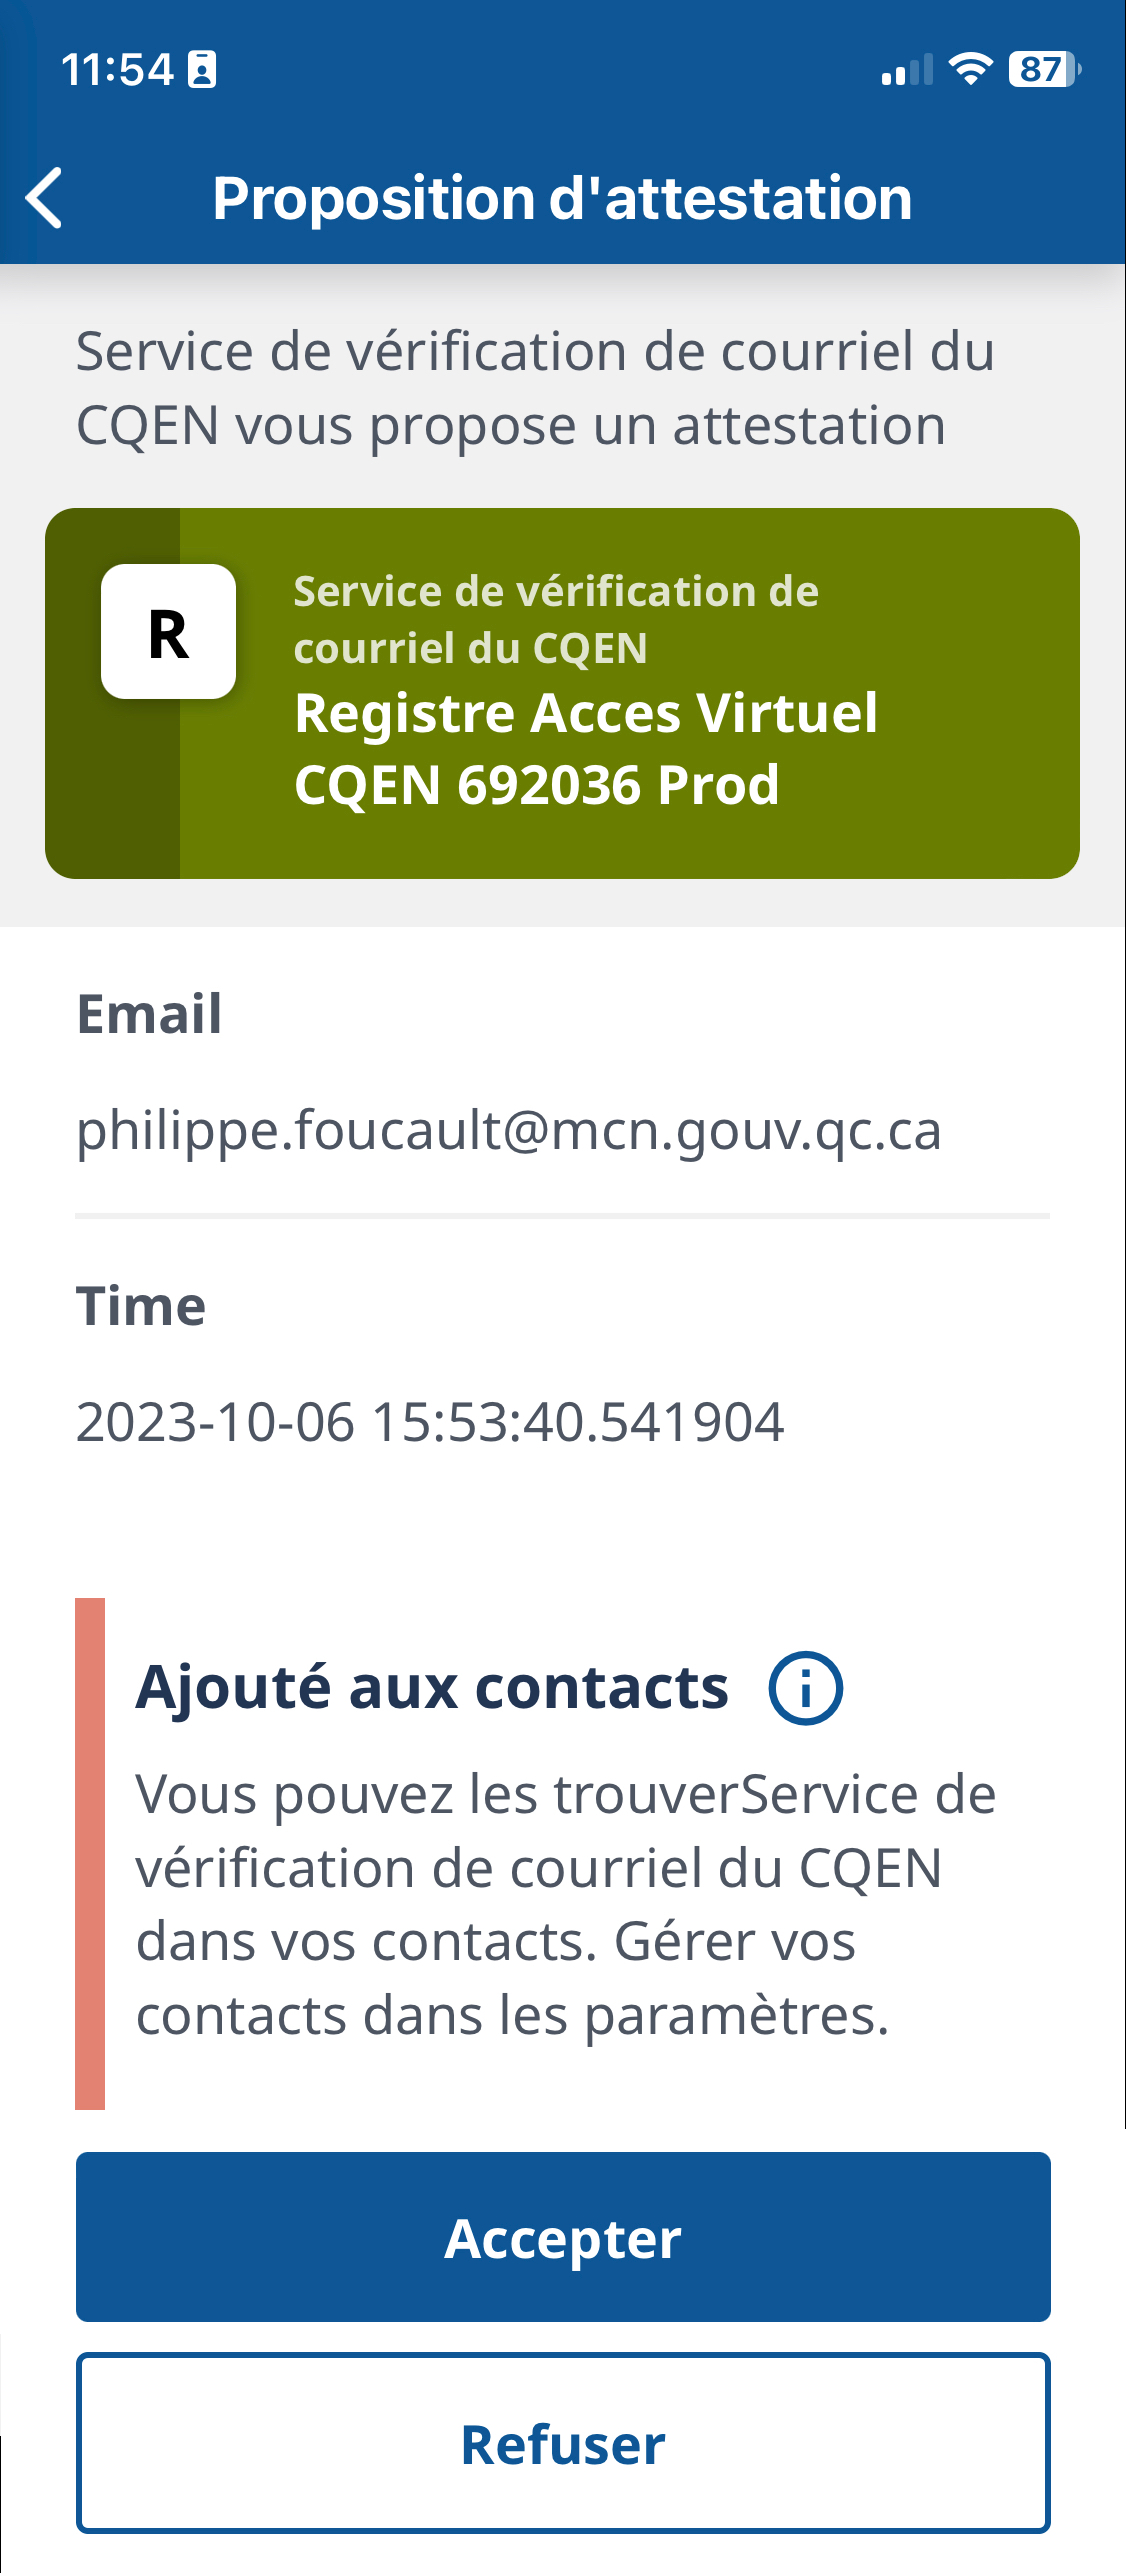 11:54
87
Proposition d'attestation
Service de vérification de courriel du
CQEN vous propose un attestation
R
Service de vérification de
courriel du CQEN
Registre Acces Virtuel
CQEN 692036 Prod
Email
philippe.foucault@mcn.gouv.qc.ca
Time
2023-10-06 15:53:40.541904
Ajouté aux contacts
Vous pouvez les trouverService de
vérification de courriel du CQEN
dans vos contacts. Gérer vos
contacts dans les paramètres.
Accepter
Refuser